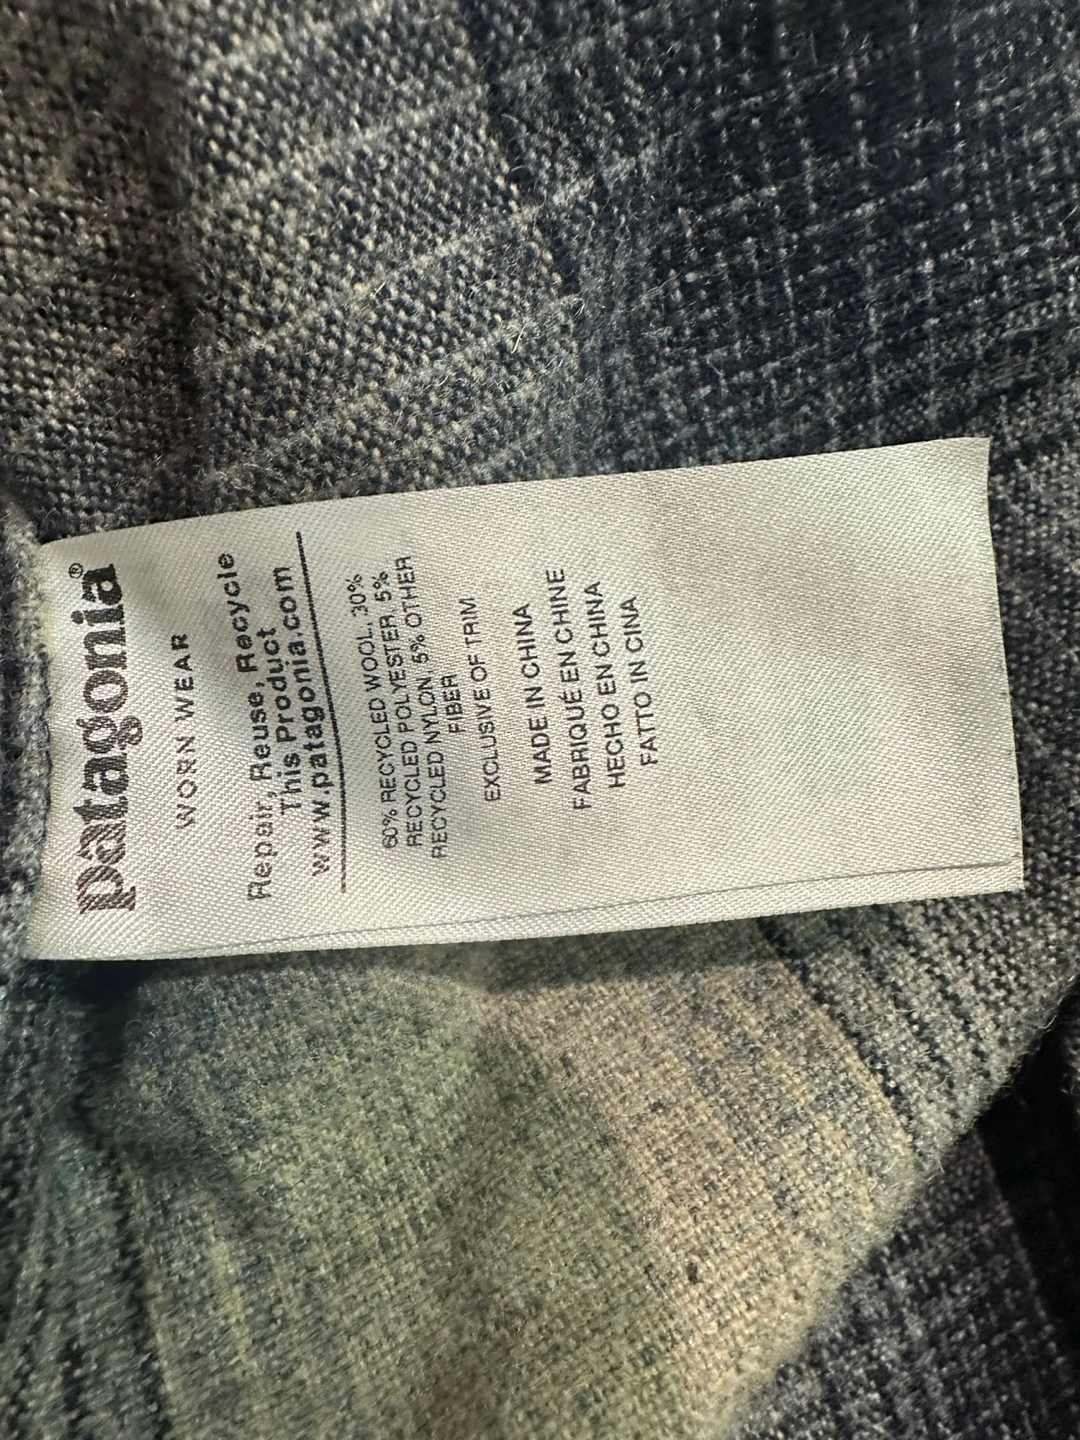 patagonia®
WORN WEAR
Repair, Reuse, Recycle
This Product
www.patagonia.com
60% RECYCLED WOOL, 30%
RECYCLED POLYESTER, 5%
RECYCLED NYLON, 5% OTHER
FIBER
EXCLUSIVE OF TRIM
MADE IN CHINA
FABRIQUÉ EN CHINE
HECHO EN CHINA
FATTO IN CINA